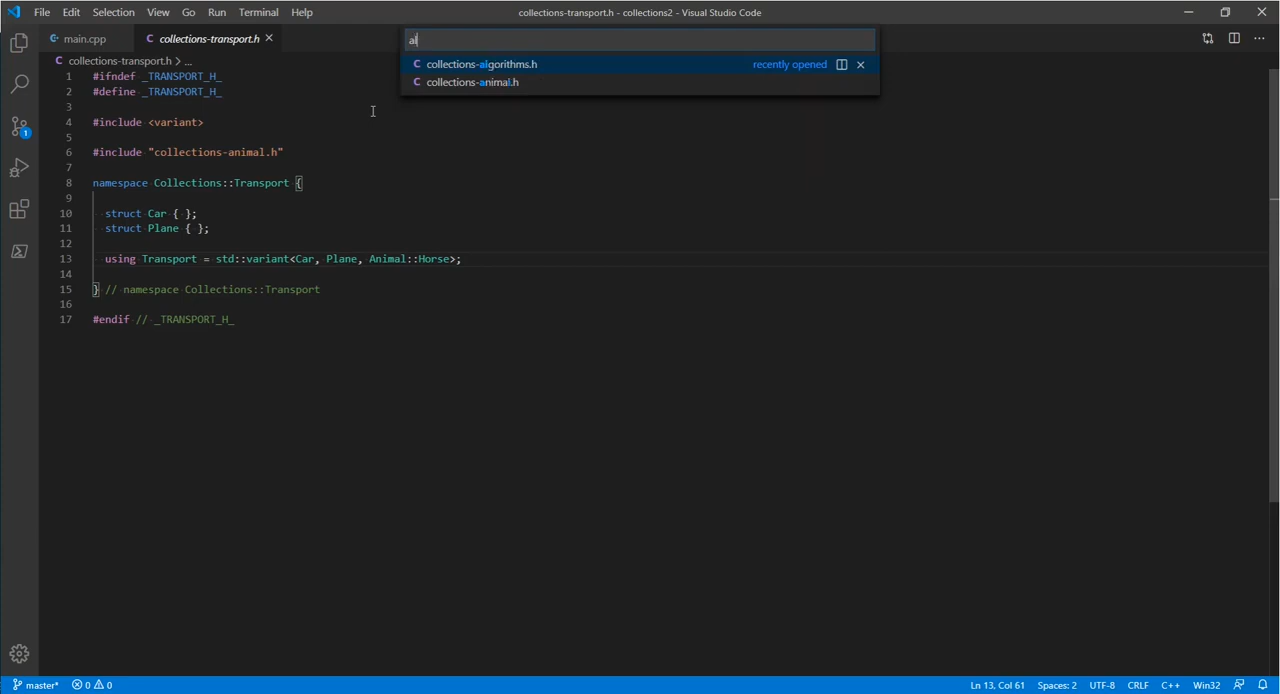 File Edit Selection View Go Run Terminal Help
collections-transport.h - collections2 - Visual Studio Code
main.cpp
collections-transport.h
al
collections-algorithms.h recently opened
collections-animal.h
collections-transport.h > ...
1 #ifndef _TRANSPORT_H_
2 #define _TRANSPORT_H_
3
4 #include <variant>
5
6 #include "collections-animal.h"
7
8 namespace Collections::Transport {
9
10 struct Car { };
11 struct Plane { };
12
13 using Transport = std::variant<Car, Plane, Animal::Horse>;
14
15 } // namespace Collections::Transport
16
17 #endif // _TRANSPORT_H_
1
master* 0 0 Ln 13, Col 61 Spaces: 2 UTF-8 CRLF C++ Win32